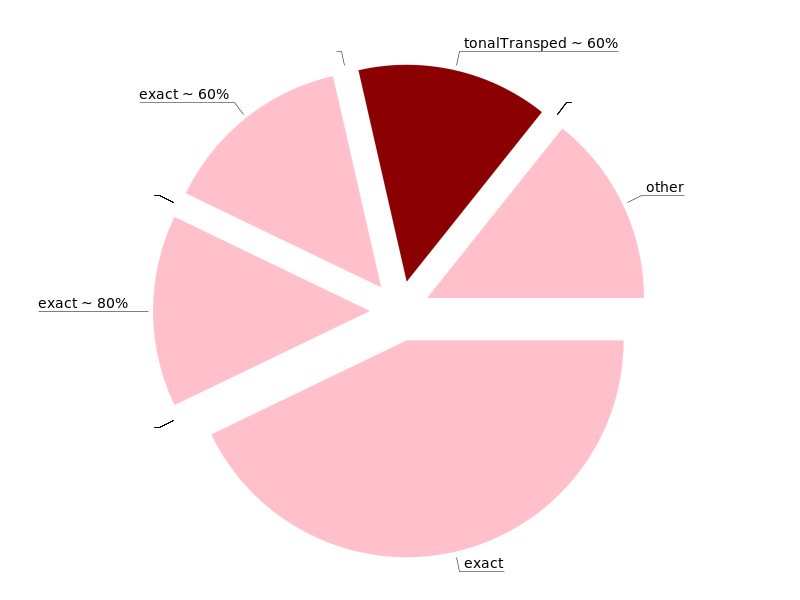 tonalTransped ~ 60%
exact ~ 60%
other
exact ~ 80%
exact